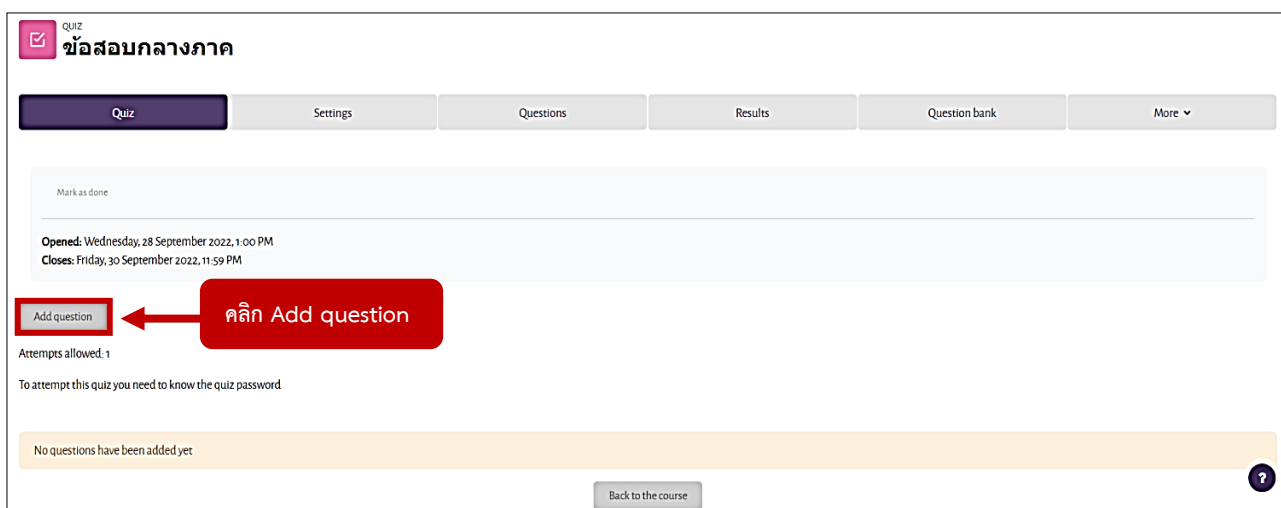 QUIZ
ข้อสอบกลางภาค
Quiz Settings Questions Results Question bank More
Mark as done
Opened: Wednesday, 28 September 2022, 1:00 PM
Closes: Friday, 30 September 2022, 11:59 PM
Add question
คลิก Add question
Attempts allowed: 1
To attempt this quiz you need to know the quiz password
No questions have been added yet
?
Back to the course